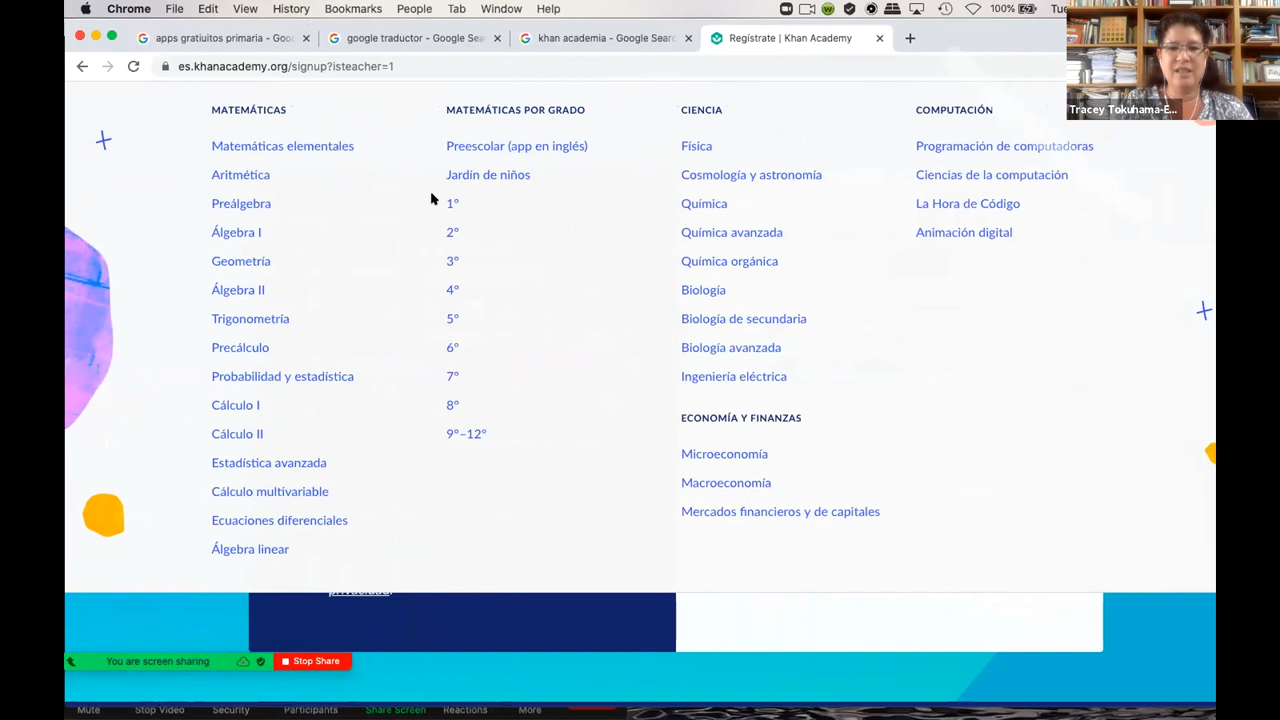 Chrome File Edit View History Bookmarks People Tab Window Help 100% Tue
apps gratiuitos primaria - Goo google traductor - Google Sea khan academia - Google Searc Regístrate | Khan Academy
es.khanacademy.org/signup?isteacher=1
Tracey Tokuhama-E...
MATEMÁTICAS
Matemáticas elementales
Aritmética
Preálgebra
Álgebra I
Geometría
Álgebra II
Trigonometría
Precálculo
Probabilidad y estadística
Cálculo I
Cálculo II
Estadística avanzada
Cálculo multivariable
Ecuaciones diferenciales
Álgebra lineal
MATEMÁTICAS POR GRADO
Preescolar (app en inglés)
Jardín de niños
1°
2°
3°
4°
5°
6°
7°
8°
9°–12°
CIENCIA
Física
Cosmología y astronomía
Química
Química avanzada
Química orgánica
Biología
Biología de secundaria
Biología avanzada
Ingeniería eléctrica
ECONOMÍA Y FINANZAS
Microeconomía
Macroeconomía
Mercados financieros y de capitales
COMPUTACIÓN
Programación de computadoras
Ciencias de la computación
La Hora de Código
Animación digital
You are screen sharing Stop Share
Mute Stop Video Security Participants Share Screen Reactions More